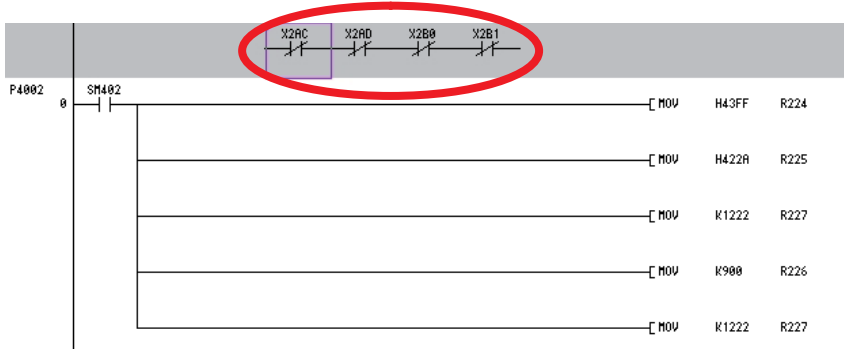 X2AC X2AD X2B0 X2B1
P4002 SM402
0 MOV H43FF R224
MOV H422A R225
MOV K1222 R227
MOV K900 R226
MOV K1222 R227